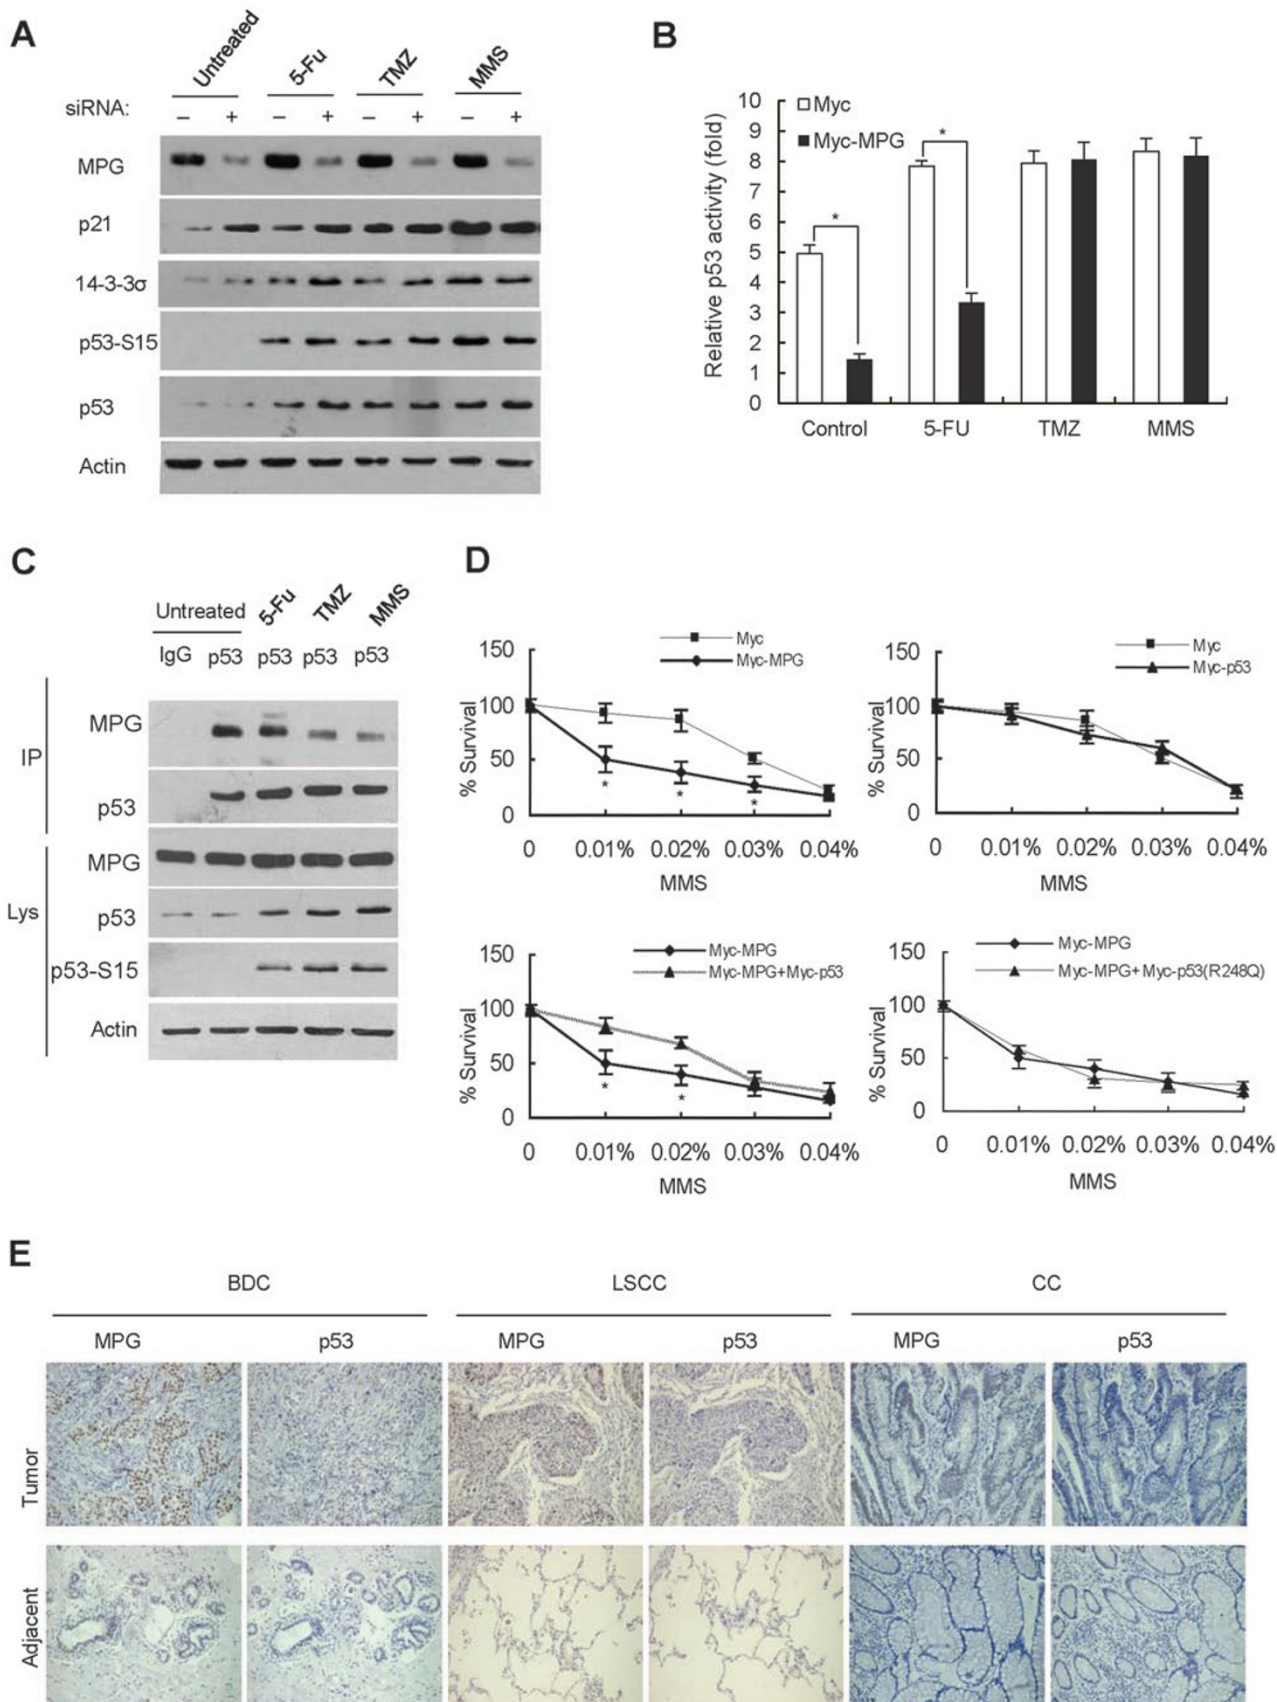 A
Untreated 5-Fu TMZ MMS
siRNA: – + – + – + – +
MPG
p21
14-3-3σ
p53-S15
p53
Actin
B
Myc
Myc-MPG
Relative p53 activity (fold)
10
9
8
7
6
5
4
3
2
1
0
* *
Control 5-FU TMZ MMS
C
Untreated 5-Fu TMZ MMS
IgG p53 p53 p53 p53
IP
MPG
p53
Lys
MPG
p53
p53-S15
Actin
D
Myc
Myc-MPG
% Survival
150
100
50
0
* * *
0 0.01% 0.02% 0.03% 0.04%
MMS
Myc
Myc-p53
% Survival
150
100
50
0
0 0.01% 0.02% 0.03% 0.04%
MMS
Myc-MPG
Myc-MPG+Myc-p53
% Survival
150
100
50
0
* *
0 0.01% 0.02% 0.03% 0.04%
MMS
Myc-MPG
Myc-MPG+Myc-p53(R248Q)
% Survival
150
100
50
0
0 0.01% 0.02% 0.03% 0.04%
MMS
E
BDC LSCC CC
MPG p53 MPG p53 MPG p53
Tumor
Adjacent